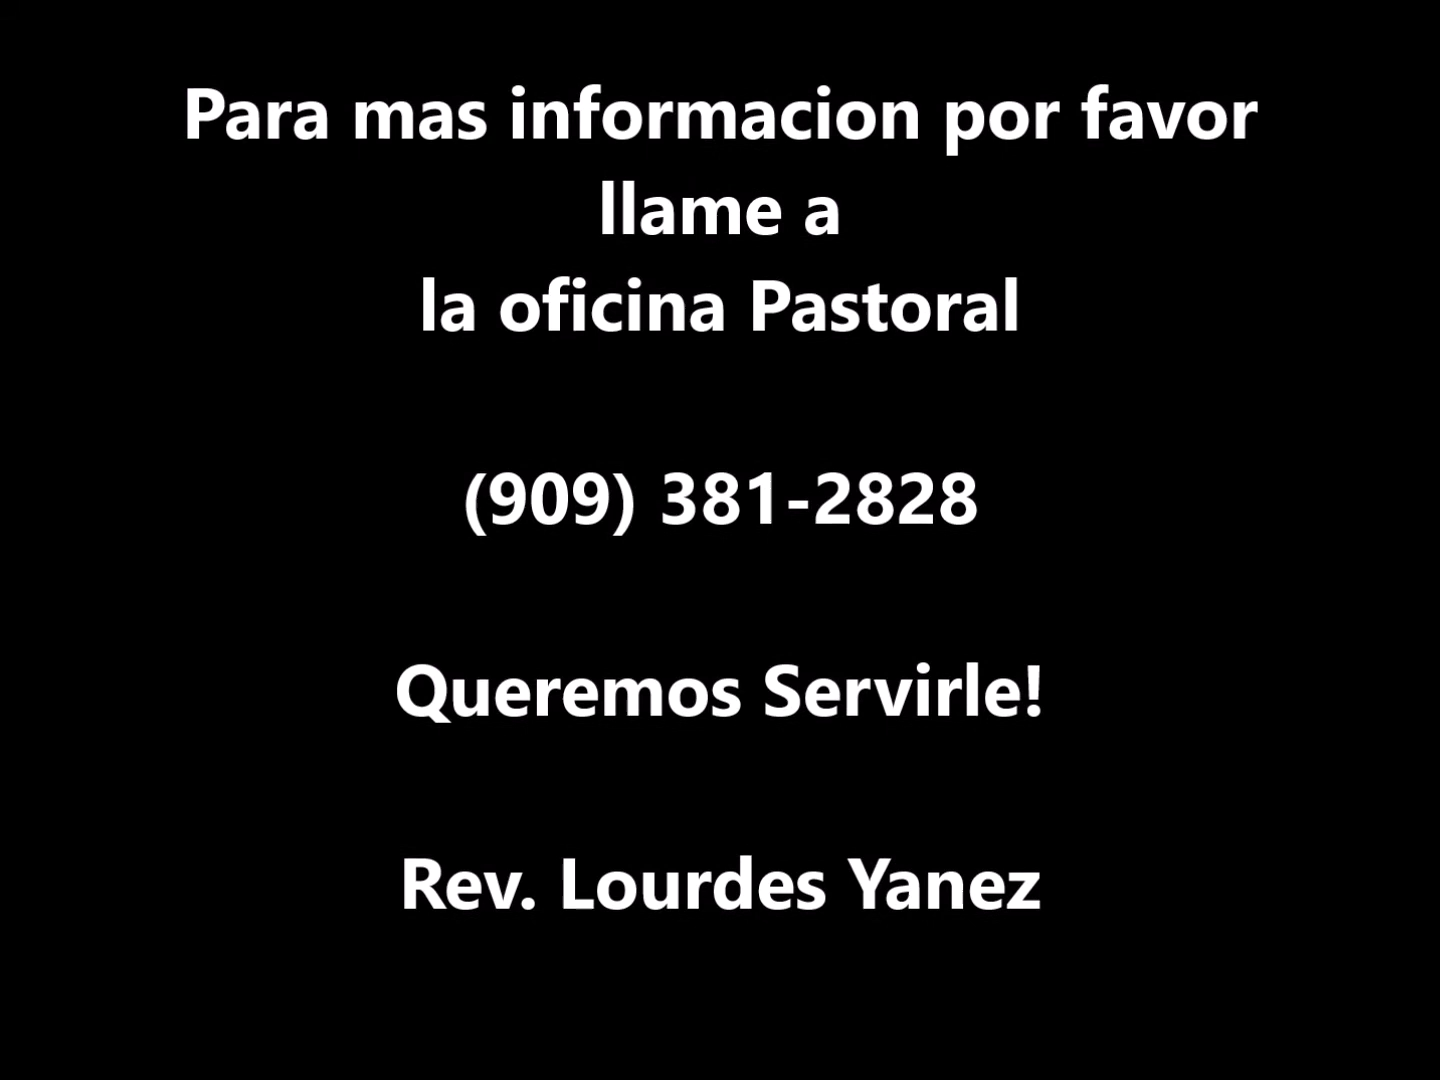 Para mas informacion por favor
llame a
la oficina Pastoral
(909) 381-2828
Queremos Servirle!
Rev. Lourdes Yanez